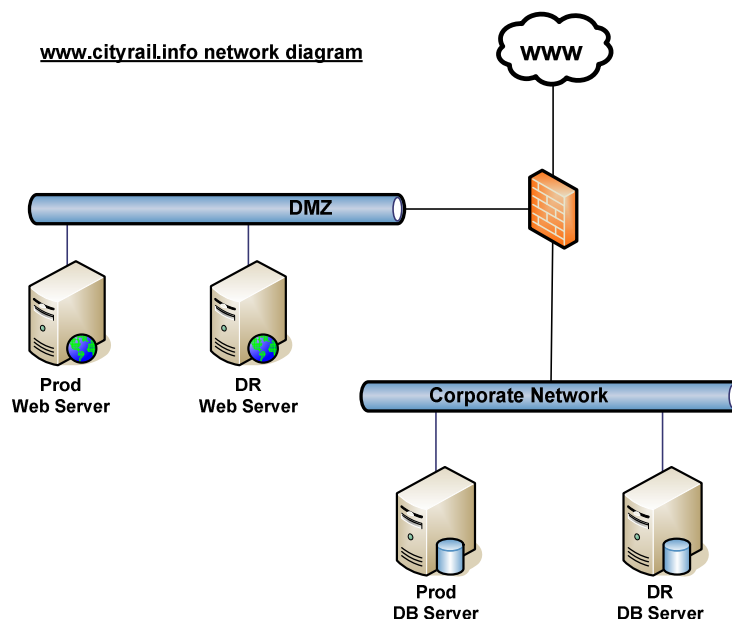 www.cityrail.info network diagram
www
DMZ
Prod
Web Server
DR
Web Server
Corporate Network
Prod
DB Server
DR
DB Server